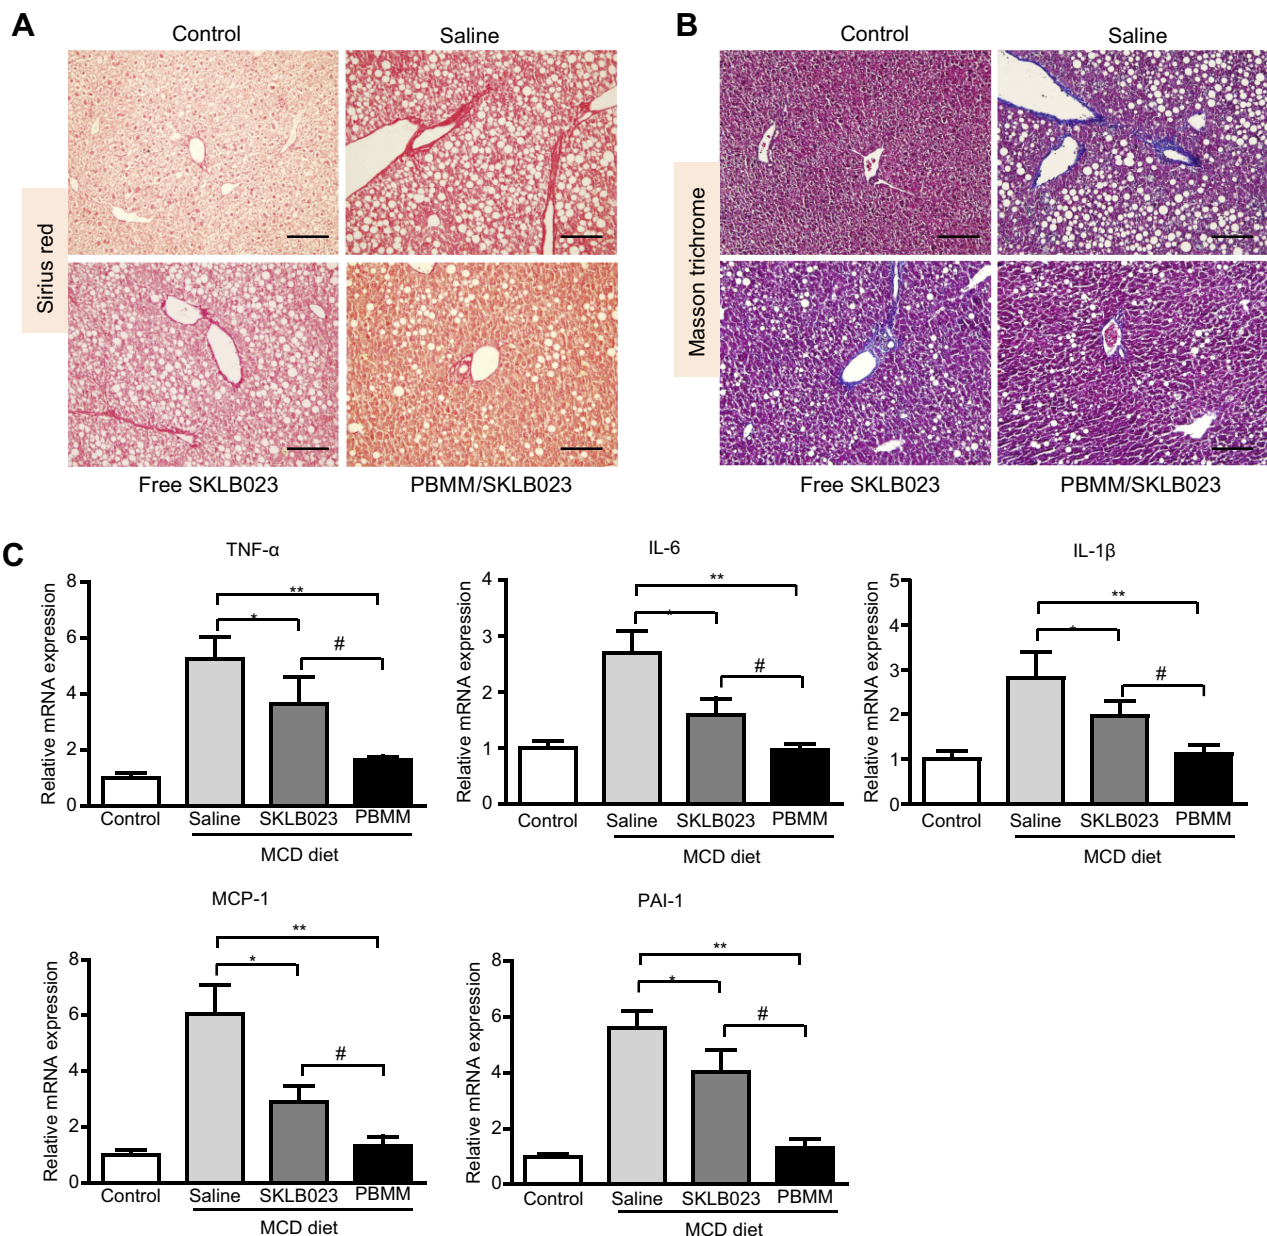 A
Control
Saline
Sirius red
Free SKLB023
PBMM/SKLB023
B
Control
Saline
Masson trichrome
Free SKLB023
PBMM/SKLB023
C
TNF-α
Relative mRNA expression
8
6
4
2
0
**
*
#
Control
Saline
SKLB023
PBMM
MCD diet
IL-6
Relative mRNA expression
4
3
2
1
0
**
*
#
Control
Saline
SKLB023
PBMM
MCD diet
IL-1β
Relative mRNA expression
5
4
3
2
1
0
**
*
#
Control
Saline
SKLB023
PBMM
MCD diet
MCP-1
Relative mRNA expression
8
6
4
2
0
**
*
#
Control
Saline
SKLB023
PBMM
MCD diet
PAI-1
Relative mRNA expression
8
6
4
2
0
**
*
#
Control
Saline
SKLB023
PBMM
MCD diet